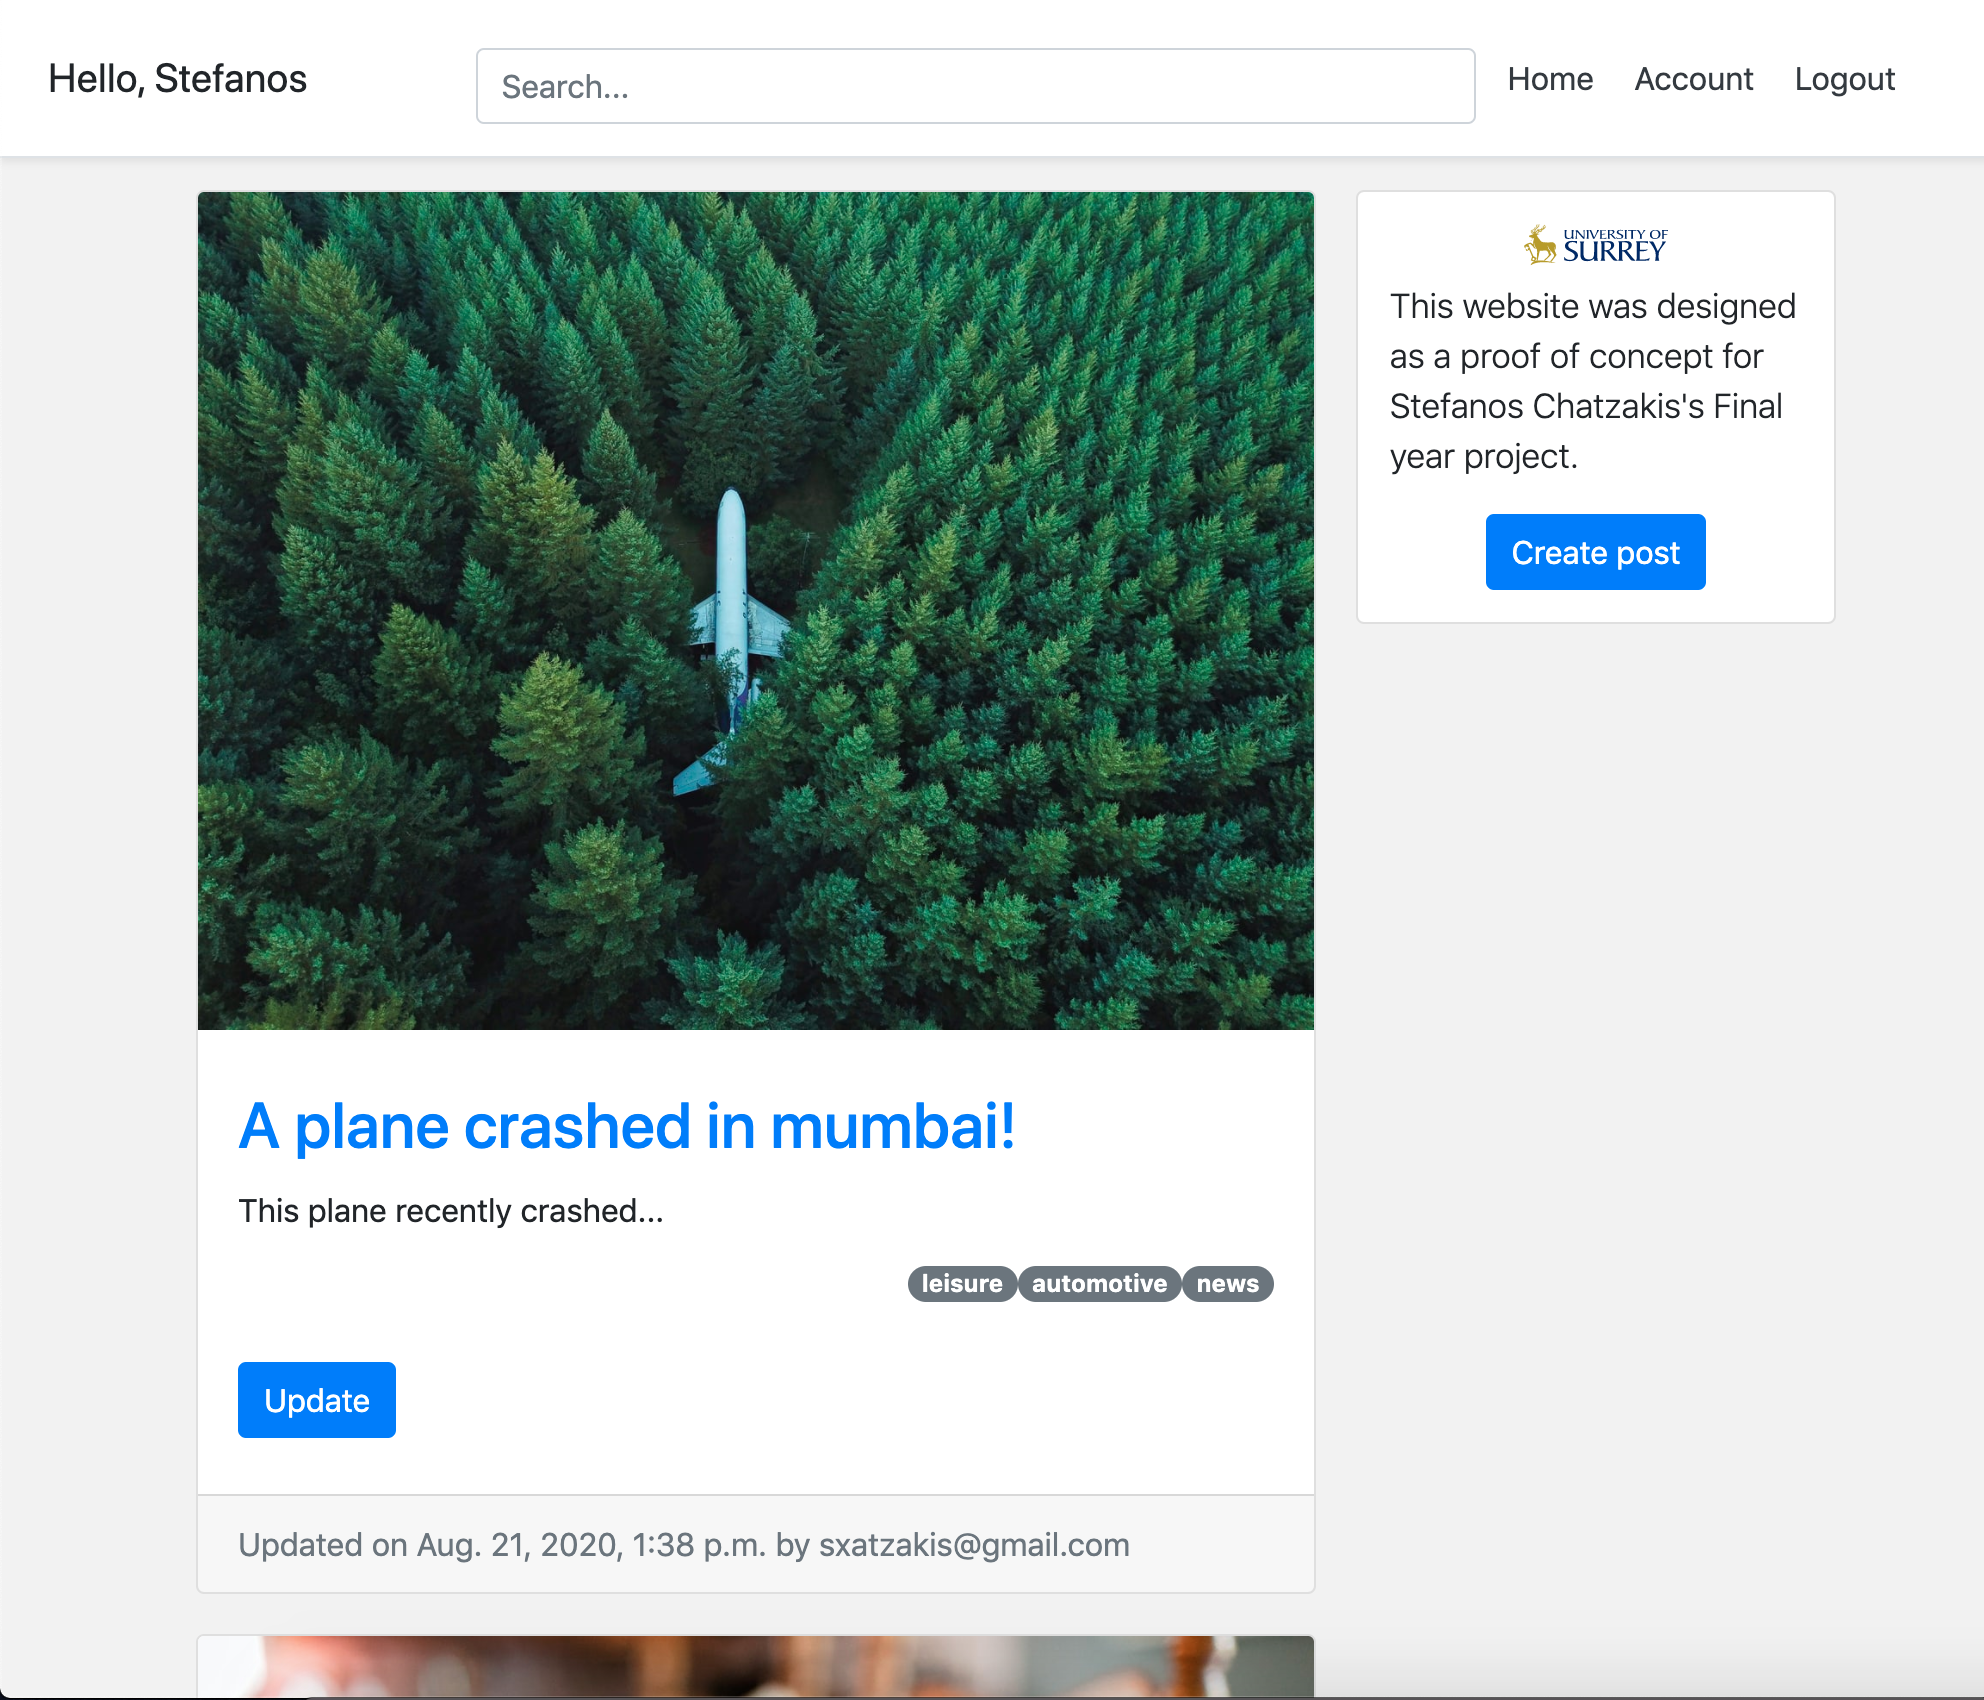 Hello, Stefanos
Search...
Home Account Logout
UNIVERSITY OF
SURREY
This website was designed
as a proof of concept for
Stefanos Chatzakis's Final
year project.
Create post
A plane crashed in mumbai!
This plane recently crashed...
leisure automotive news
Update
Updated on Aug. 21, 2020, 1:38 p.m. by sxatzakis@gmail.com